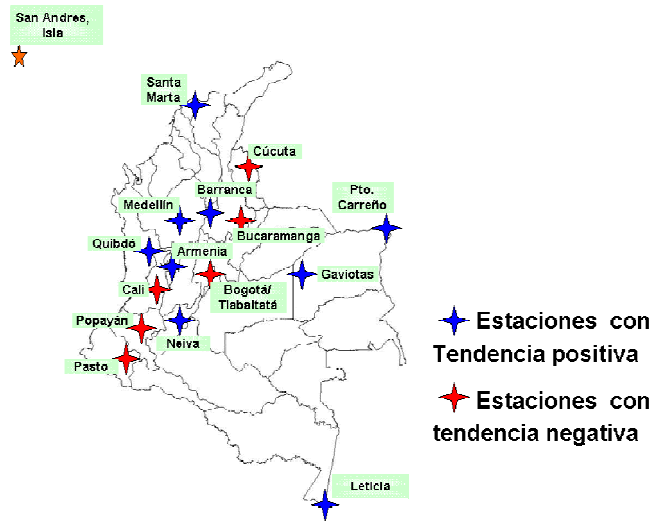 San Andres,
Isla
Santa
Marta
Cúcuta
Barranca
Pto.
Carreño
Medellín
Bucaramanga
Quibdó
Armenia
Gaviotas
Cali
Bogotá/
Tiabaitatá
Popayán
Neiva
Pasto
Estaciones con
Tendencia positiva
Estaciones con
tendencia negativa
Leticia